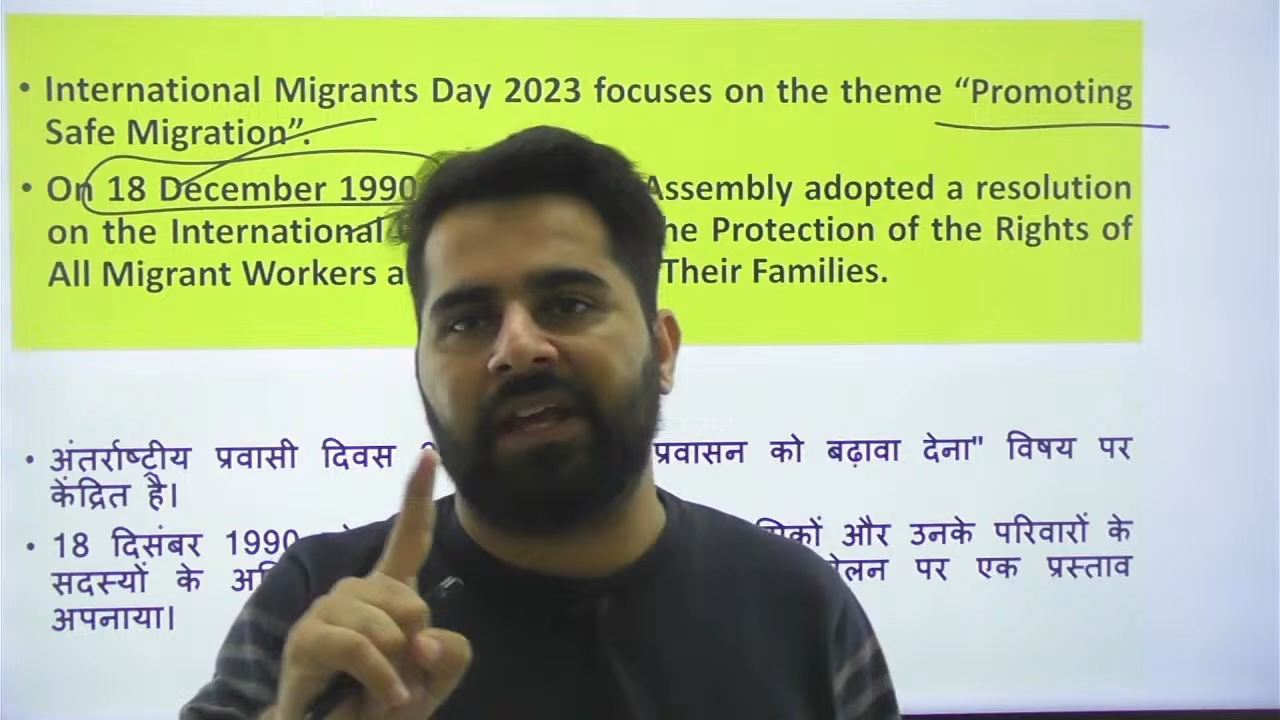 • International Migrants Day 2023 focuses on the theme “Promoting
Safe Migration”.
• On 18 December 1990 Assembly adopted a resolution
on the International the Protection of the Rights of
All Migrant Workers Their Families.
• अंतर्राष्ट्रीय प्रवासी दिवस प्रवासन को बढ़ावा देना" विषय पर
केंद्रित है।
• 18 दिसंबर 1990 और उनके परिवारों के
सदस्यों के पर एक प्रस्ताव
अपनाया।